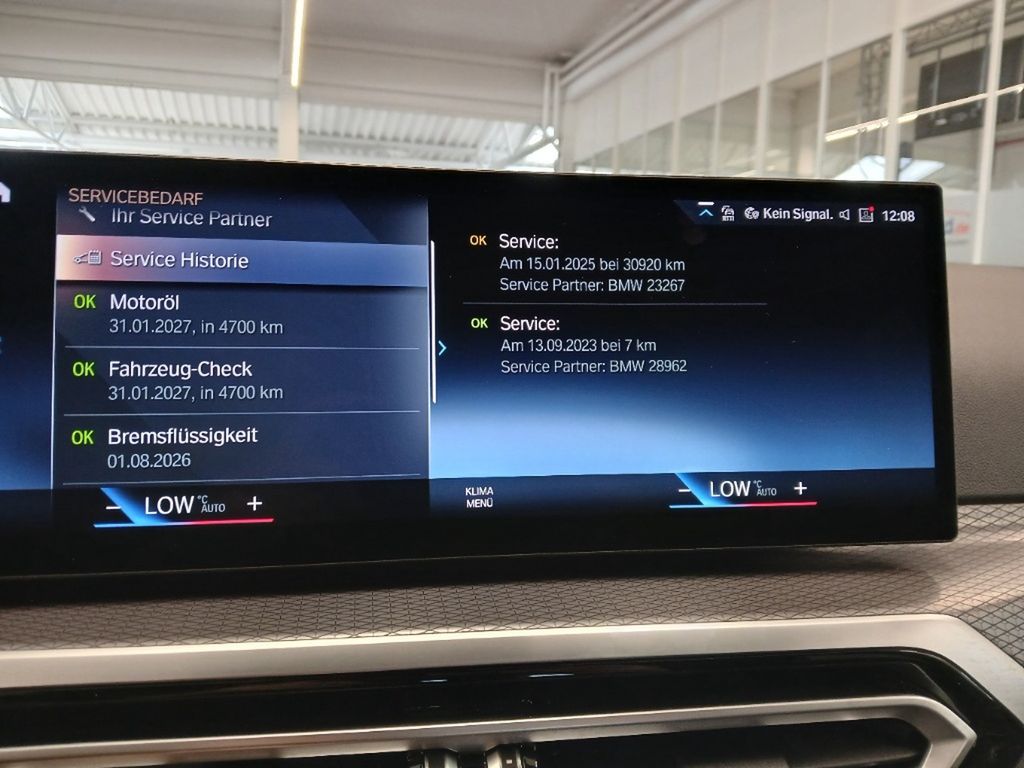 SERVICEBEDARF
Ihr Service Partner
Service Historie
OK Motoröl
31.01.2027, in 4700 km
OK Fahrzeug-Check
31.01.2027, in 4700 km
OK Bremsflüssigkeit
01.08.2026
RTTI Kein Signal. 12:08
OK Service:
Am 15.01.2025 bei 30920 km
Service Partner: BMW 23267
OK Service:
Am 13.09.2023 bei 7 km
Service Partner: BMW 28962
− LOW °C AUTO +
KLIMA
MENÜ
− LOW °C AUTO +